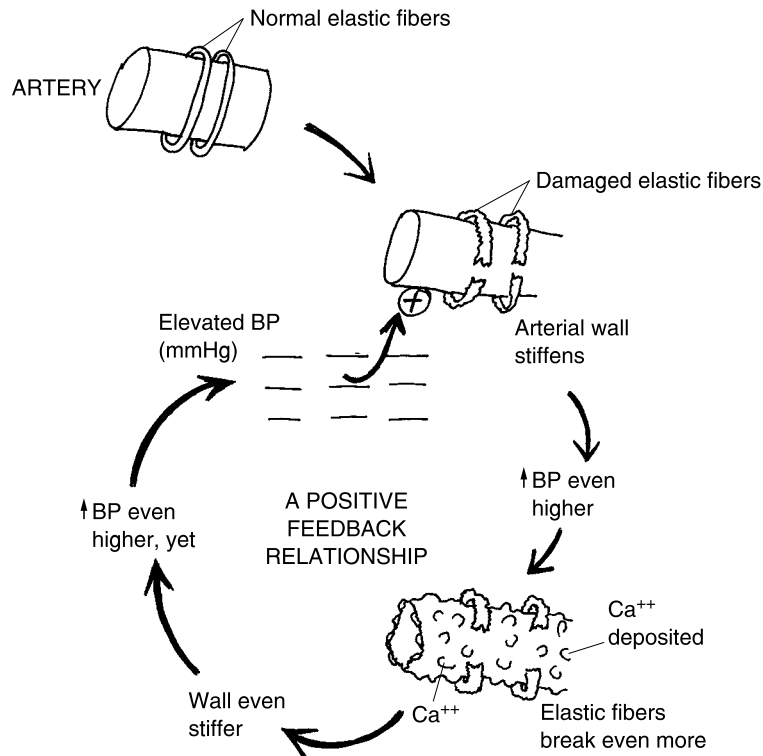 Normal elastic fibers
ARTERY
Damaged elastic fibers
+
Elevated BP
(mmHg)
Arterial wall
stiffens
BP even
higher
A POSITIVE
FEEDBACK
RELATIONSHIP
BP even
higher, yet
Ca++
deposited
Wall even
stiffer
Ca++
Elastic fibers
break even more